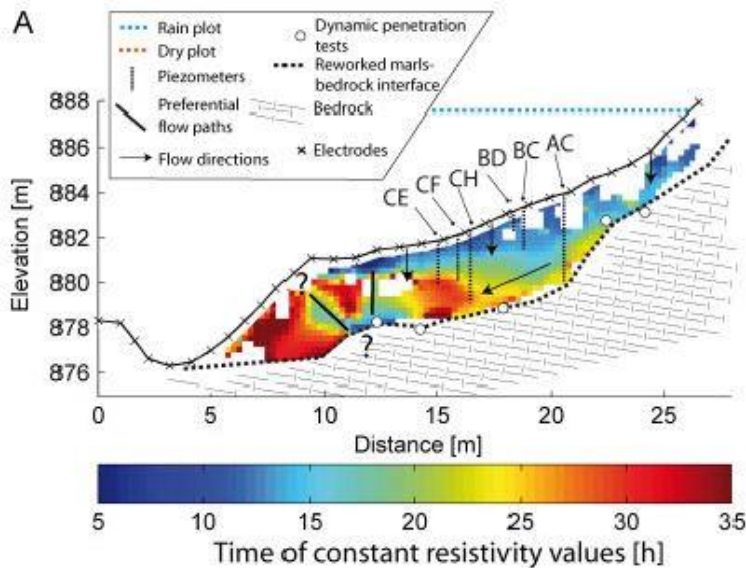 A
Rain plot
Dry plot
Piezometers
Preferential
flow paths
Flow directions
Dynamic penetration
tests
Reworked marls-
bedrock interface
Bedrock
Electrodes
888
886
884
882
880
878
876
Elevation [m]
CE
CF
CH
BD
BC
AC
?
?
0
5
10
15
20
25
Distance [m]
5
10
15
20
25
30
35
Time of constant resistivity values [h]